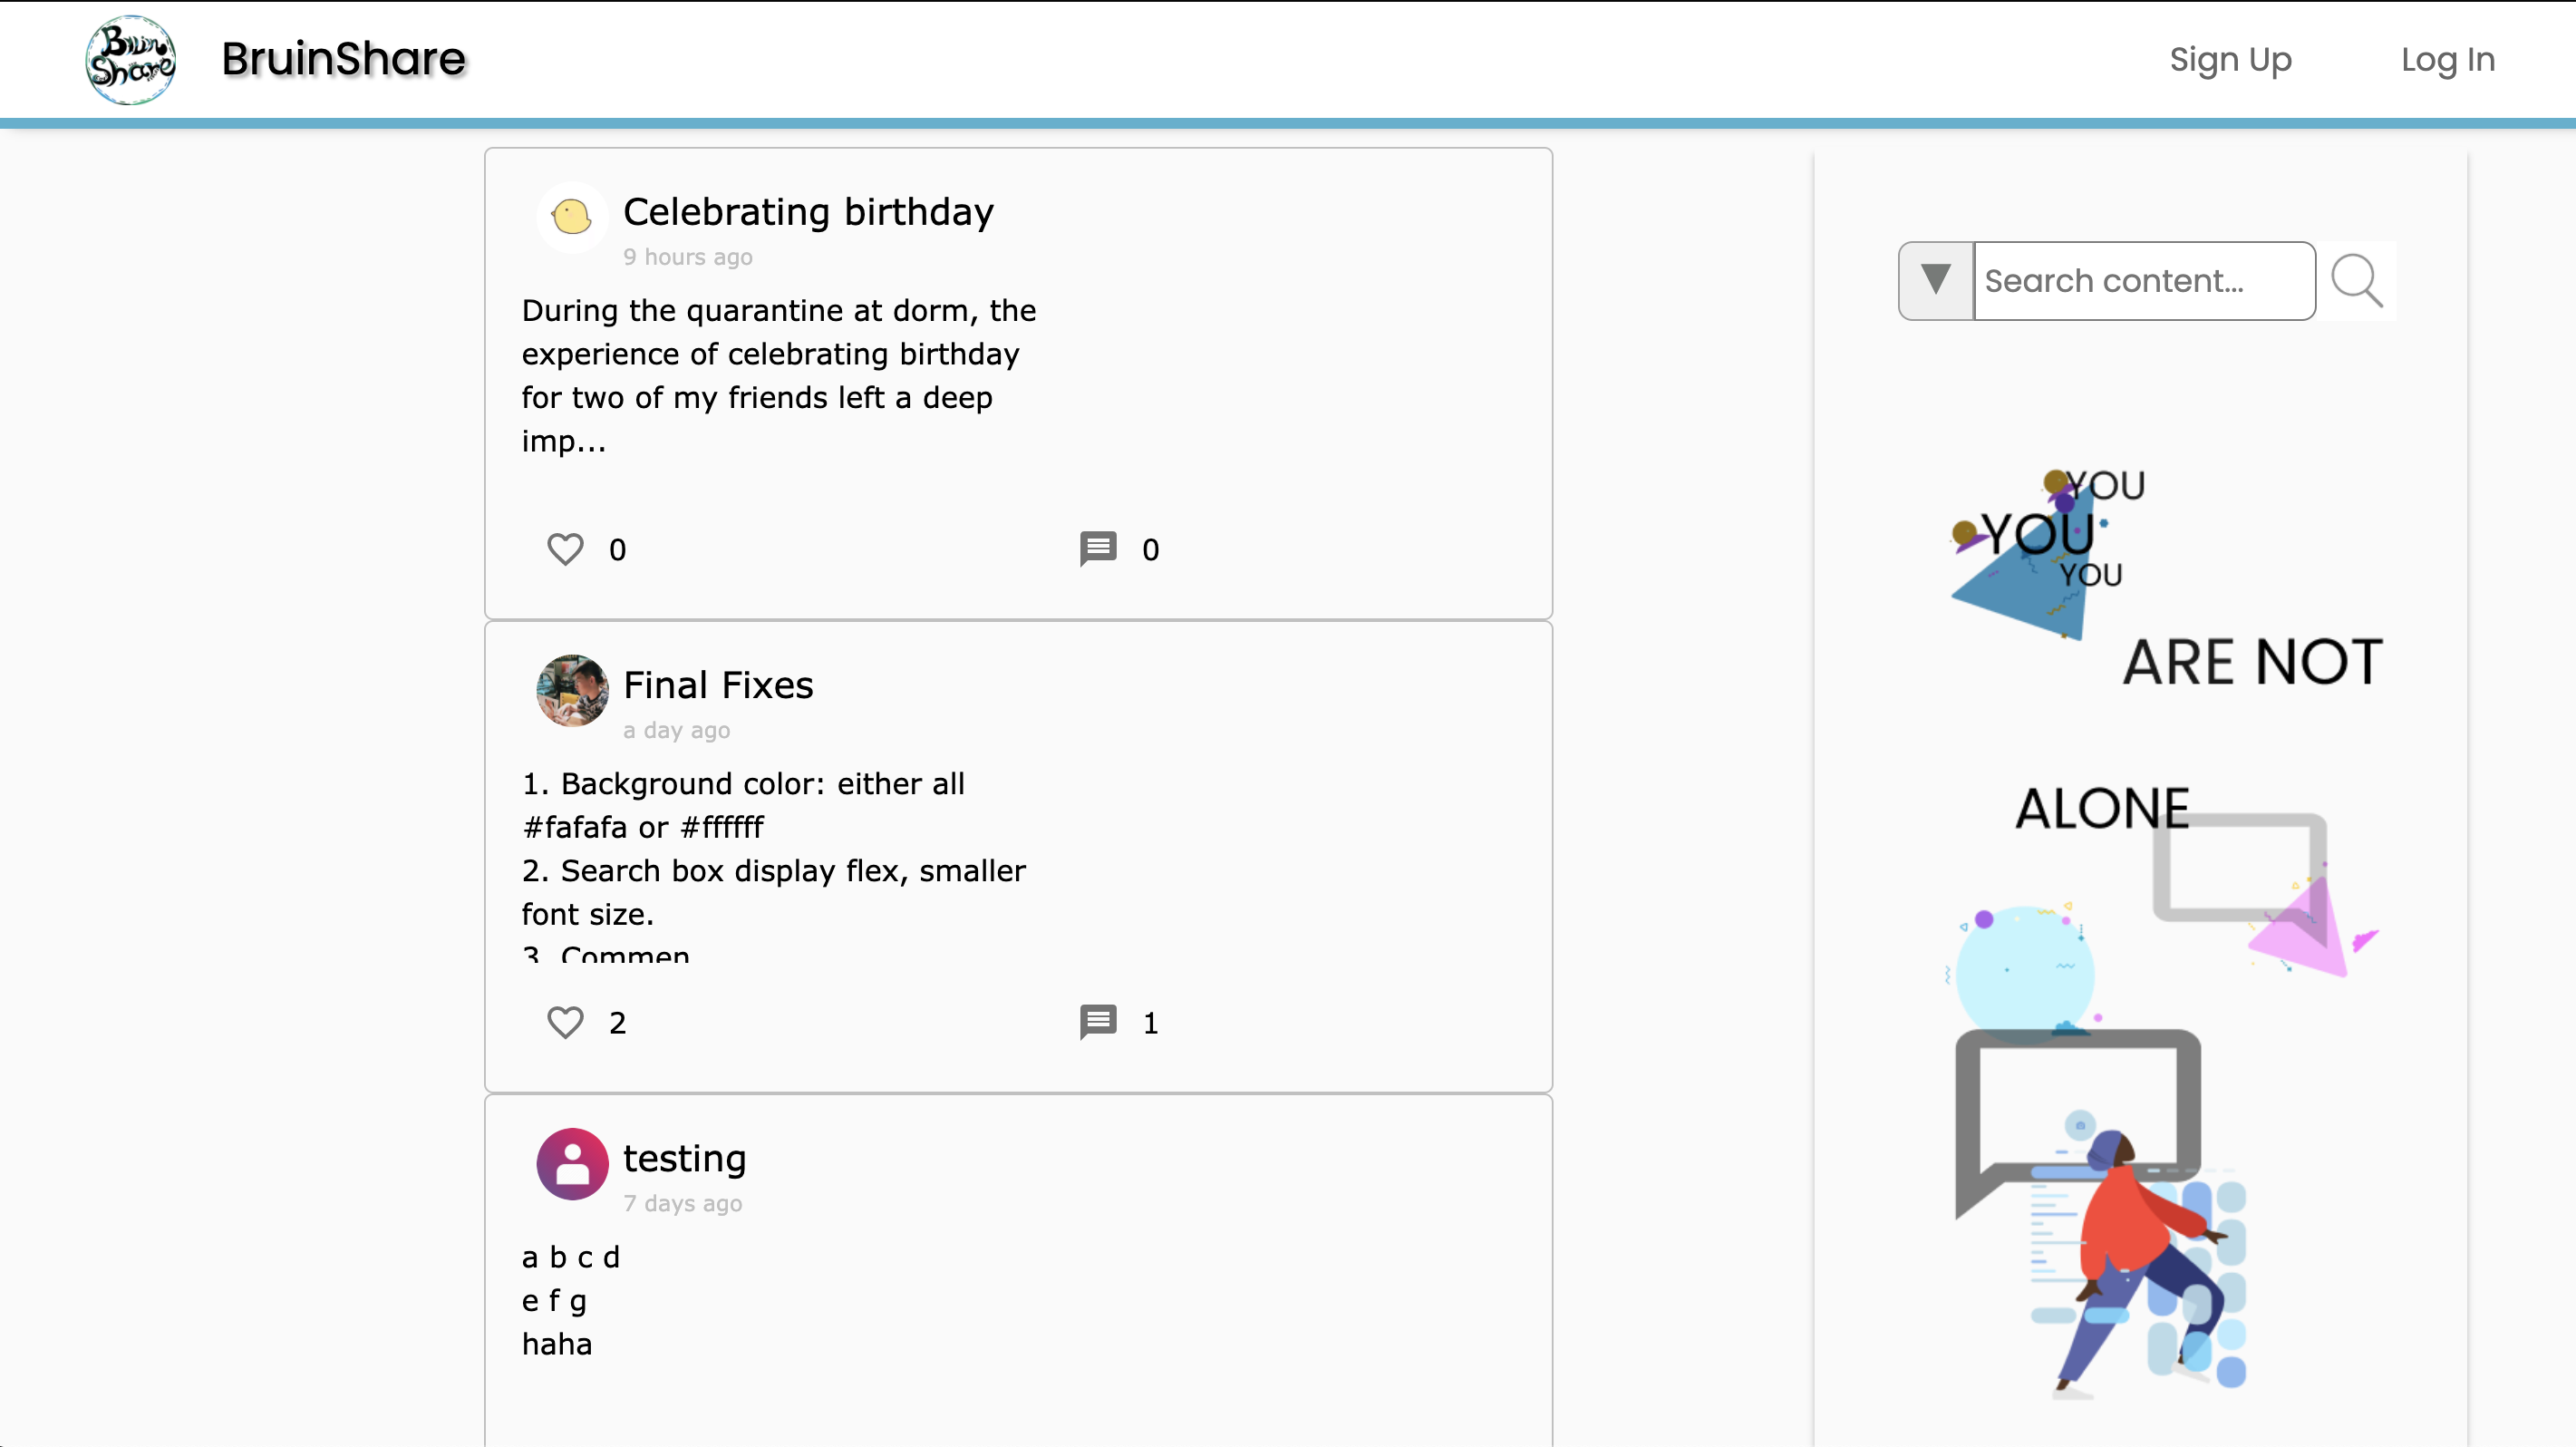 Bruin
Share
BruinShare
Sign Up
Log In
Celebrating birthday
9 hours ago
During the quarantine at dorm, the
experience of celebrating birthday
for two of my friends left a deep
imp...
0
0
Final Fixes
a day ago
1. Background color: either all
#fafafa or #ffffff
2. Search box display flex, smaller
font size.
3. Commen
2
1
testing
7 days ago
a b c d
e f g
haha
Search content...
YOU
YOU
YOU
ARE NOT
ALONE